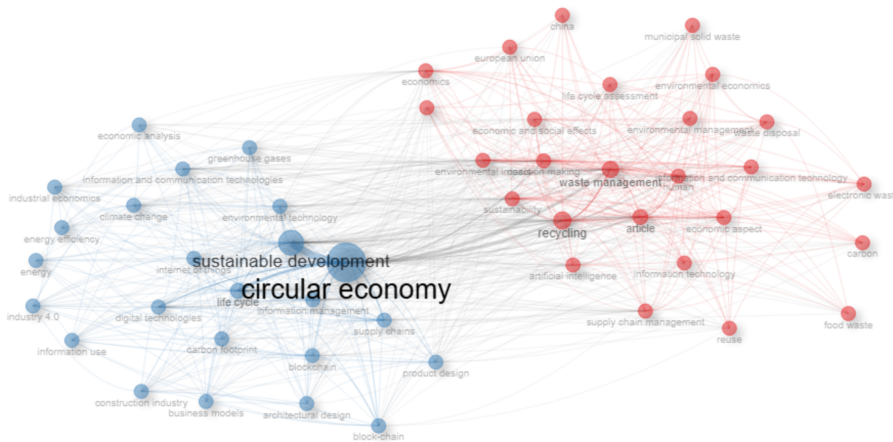 china
municipal solid waste
european union
economics
environmental economics
life cycle assessment
economic analysis
economic and social effects
environmental management
waste disposal
greenhouse gases
environmental impact
decision making
information and communication technologies
waste management
human
information and communication technology
industrial economics
electronic waste
climate change
environmental technology
sustainability
energy efficiency
recycling
article
economic aspect
sustainable development
carbon
energy
internet of things
artificial intelligence
information technology
circular economy
life cycle
information management
industry 4.0
digital technologies
supply chains
supply chain management
food waste
reuse
information use
carbon footprint
blockchain
product design
construction industry
business models
architectural design
block-chain